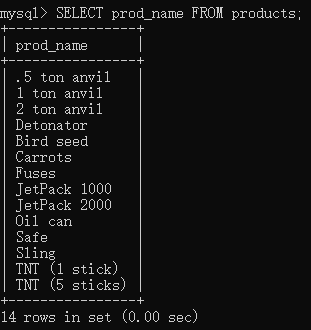 mysql> SELECT prod_name FROM products;
+----------------+
| prod_name      |
+----------------+
| .5 ton anvil   |
| 1 ton anvil    |
| 2 ton anvil    |
| Detonator      |
| Bird seed      |
| Carrots        |
| Fuses          |
| JetPack 1000   |
| JetPack 2000   |
| Oil can        |
| Safe           |
| Sling          |
| TNT (1 stick)  |
| TNT (5 sticks) |
+----------------+
14 rows in set (0.00 sec)